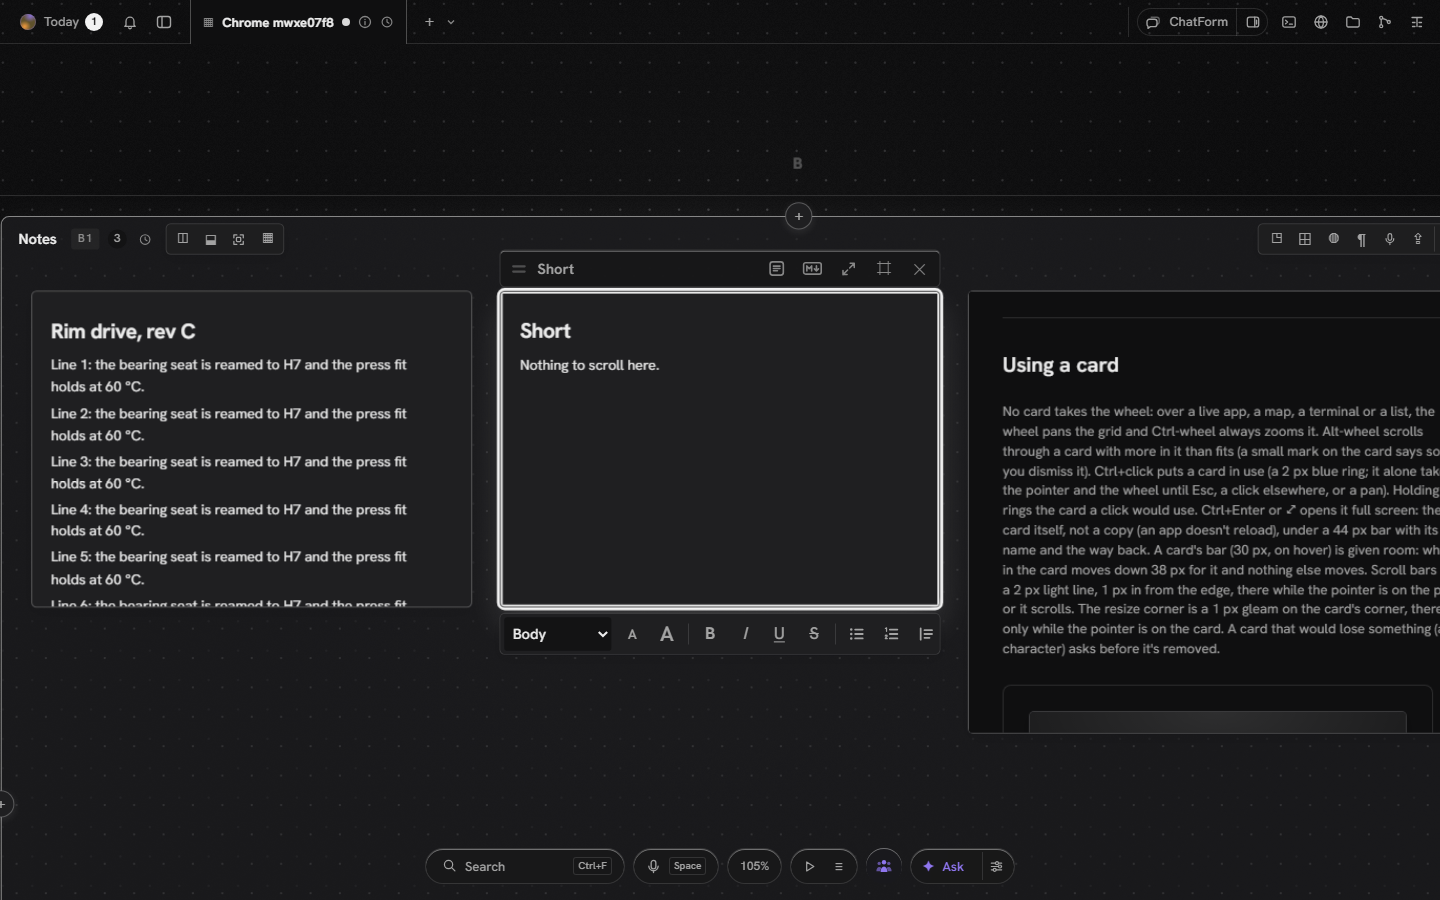 Today 1
Chrome mwxe07f8
ChatForm
B
Notes B1 3
Short
Rim drive, rev C
Line 1: the bearing seat is reamed to H7 and the press fit
holds at 60 °C.
Line 2: the bearing seat is reamed to H7 and the press fit
holds at 60 °C.
Line 3: the bearing seat is reamed to H7 and the press fit
holds at 60 °C.
Line 4: the bearing seat is reamed to H7 and the press fit
holds at 60 °C.
Line 5: the bearing seat is reamed to H7 and the press fit
holds at 60 °C.
Line 6: the bearing seat is reamed to H7 and the press fit
Short
Nothing to scroll here.
Body A A B I U S
Using a card
No card takes the wheel: over a live app, a map, a terminal or a list, the
wheel pans the grid and Ctrl-wheel always zooms it. Alt-wheel scrolls
through a card with more in it than fits (a small mark on the card says so
you dismiss it). Ctrl+click puts a card in use (a 2 px blue ring; it alone
the pointer and the wheel until Esc, a click elsewhere, or a pan). Holding
rings the card a click would use. Ctrl+Enter or ⤢ opens it full screen: the
card itself, not a copy (an app doesn't reload), under a 44 px bar with its
name and the way back. A card's bar (30 px, on hover) is given room:
in the card moves down 38 px for it and nothing else moves. Scroll bars
a 2 px light line, 1 px in from the edge, there while the pointer is on the
or it scrolls. The resize corner is a 1 px gleam on the card's corner, there
only while the pointer is on the card. A card that would lose something
character) asks before it's removed.
Search Ctrl+F
Space
105%
Ask